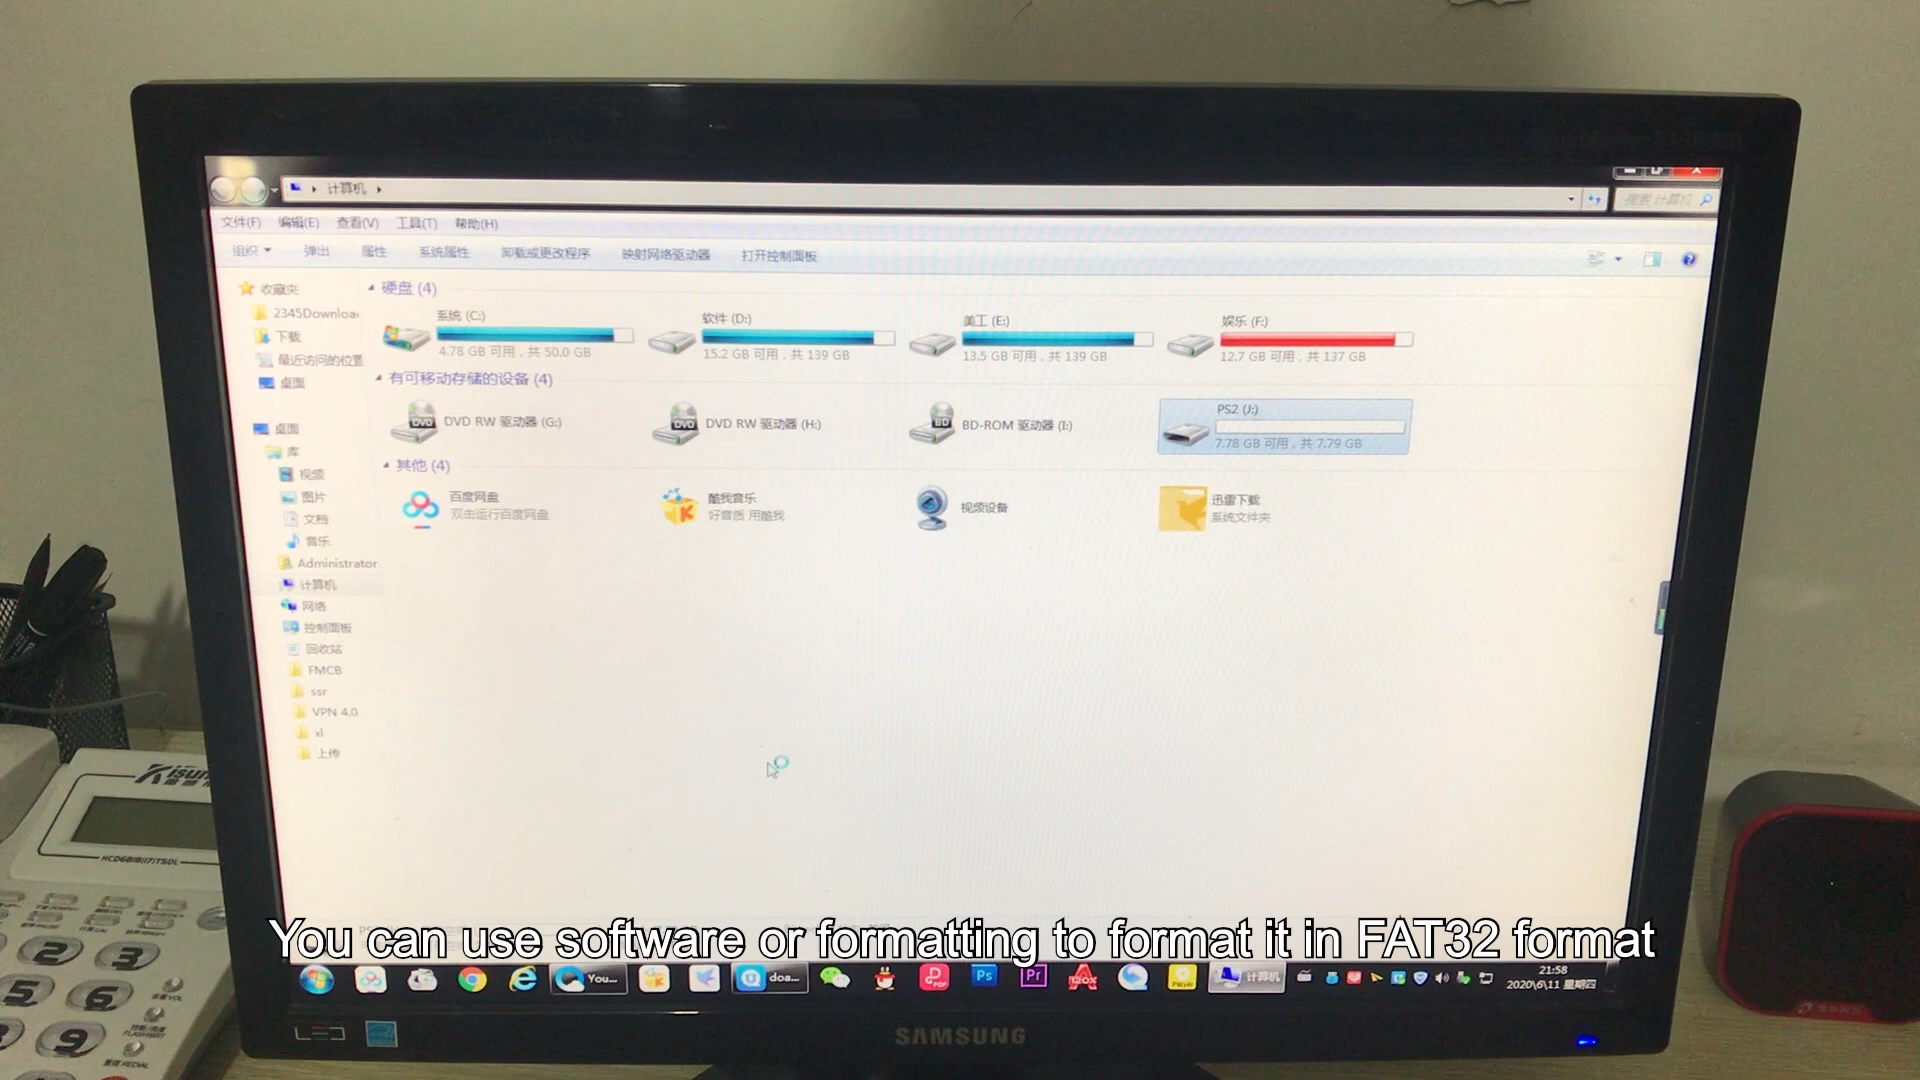 计算机
文件(F) 编辑(E) 查看(V) 工具(T) 帮助(H)
组织 弹出 属性 系统属性 卸载或更改程序 映射网络驱动器 打开控制面板
收藏夹
2345Downloa
下载
最近访问的位置
桌面
桌面
库
视频
图片
文档
音乐
Administrator
计算机
网络
控制面板
回收站
FMCB
ssr
VPN 4.0
xl
上传
硬盘 (4)
系统 (C:)
4.78 GB 可用，共 50.0 GB
软件 (D:)
15.2 GB 可用，共 139 GB
美工 (E:)
13.5 GB 可用，共 139 GB
娱乐 (F:)
12.7 GB 可用，共 137 GB
有可移动存储的设备 (4)
DVD RW 驱动器 (G:)
DVD RW 驱动器 (H:)
BD-ROM 驱动器 (I:)
PS2 (J:)
7.78 GB 可用，共 7.79 GB
其他 (4)
百度网盘
双击运行百度网盘
酷我音乐
好音质 用酷我
视频设备
迅雷下载
系统文件夹
You can use software or formatting to format it in FAT32 format
You...
doa...
Ps
Pr
计算机
21:58
2020/6/11 星期四
SAMSUNG
HCD6818(17)TSDL
2
3
5
6
9